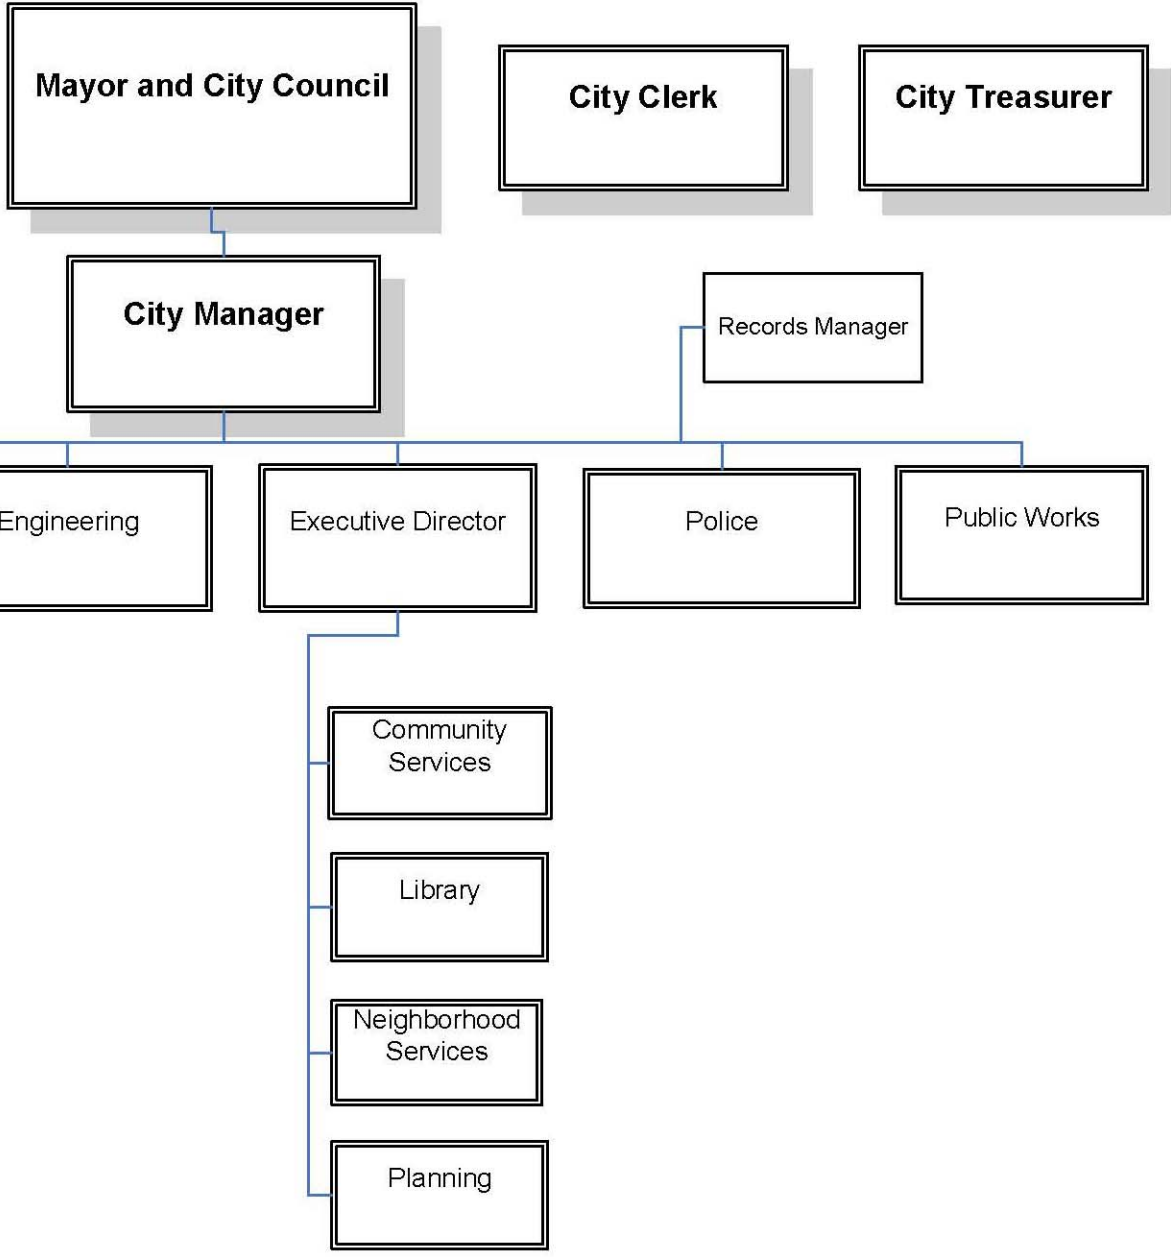 Mayor and City Council
City Clerk
City Treasurer
City Manager
Records Manager
Engineering
Executive Director
Police
Public Works
Community
Services
Library
Neighborhood
Services
Planning